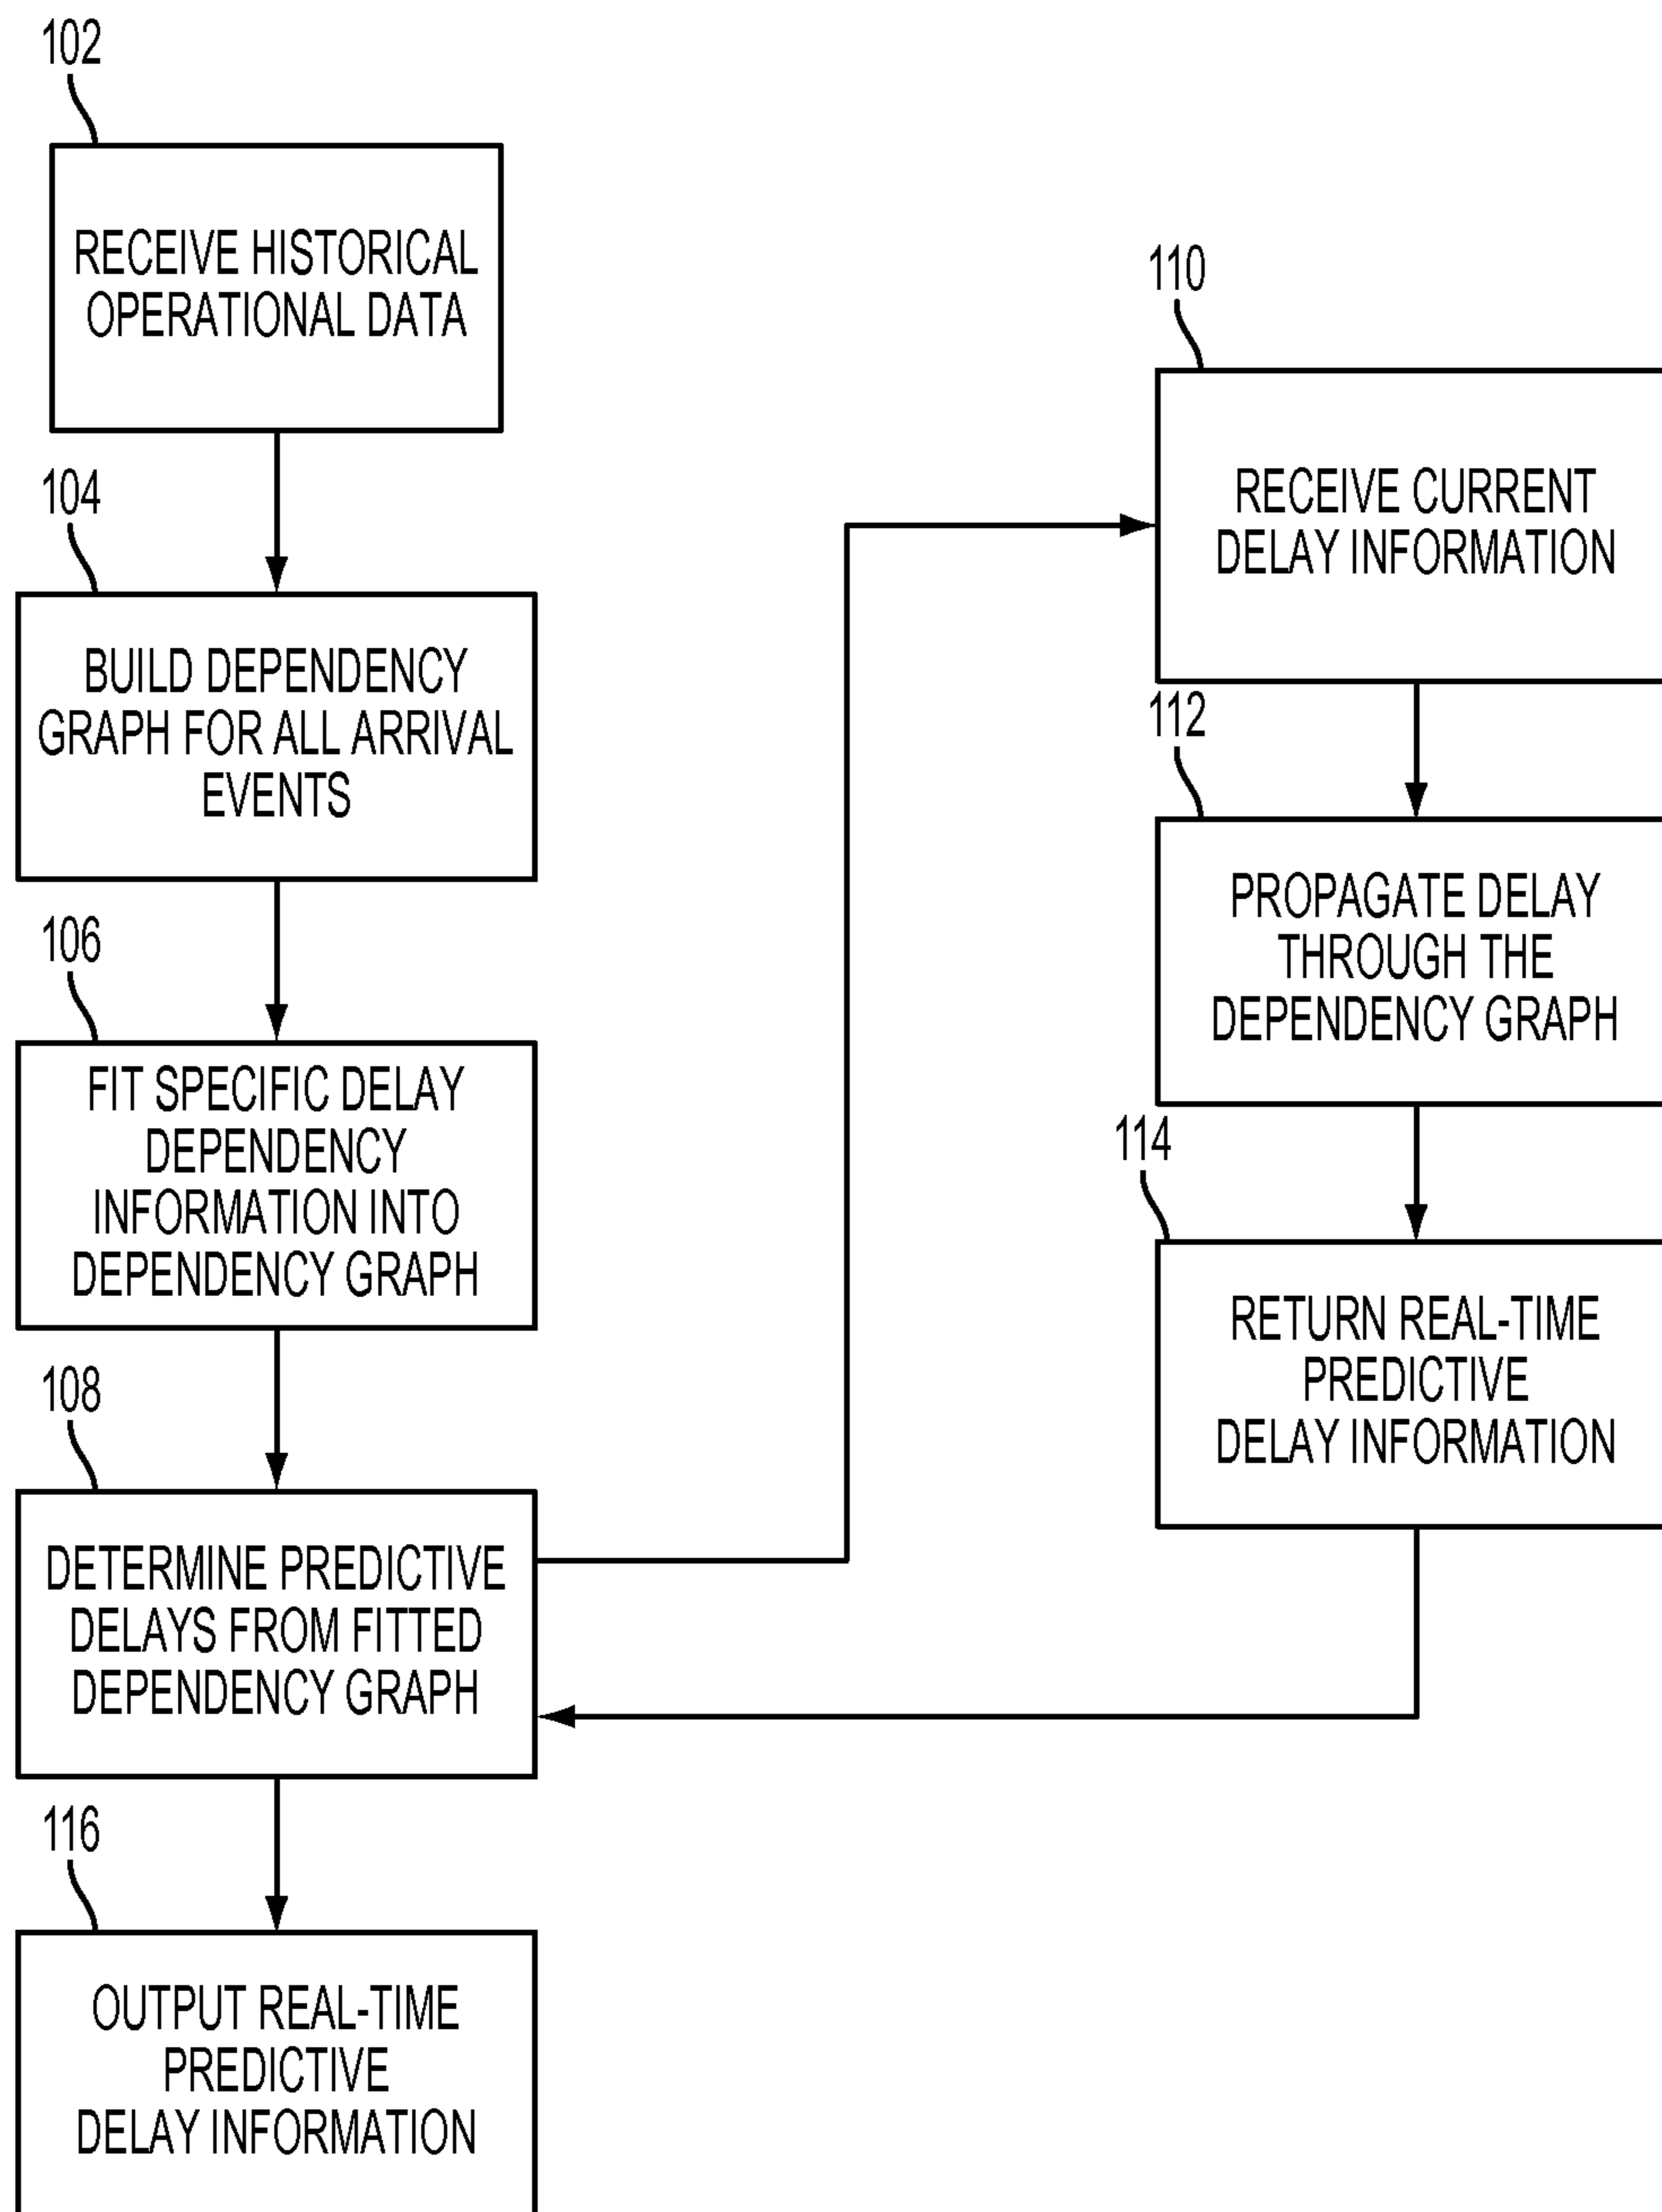 102
RECEIVE HISTORICAL
OPERATIONAL DATA
104
BUILD DEPENDENCY
GRAPH FOR ALL ARRIVAL
EVENTS
106
FIT SPECIFIC DELAY
DEPENDENCY
INFORMATION INTO
DEPENDENCY GRAPH
108
DETERMINE PREDICTIVE
DELAYS FROM FITTED
DEPENDENCY GRAPH
110
RECEIVE CURRENT
DELAY INFORMATION
112
PROPAGATE DELAY
THROUGH THE
DEPENDENCY GRAPH
114
RETURN REAL-TIME
PREDICTIVE
DELAY INFORMATION
116
OUTPUT REAL-TIME
PREDICTIVE
DELAY INFORMATION